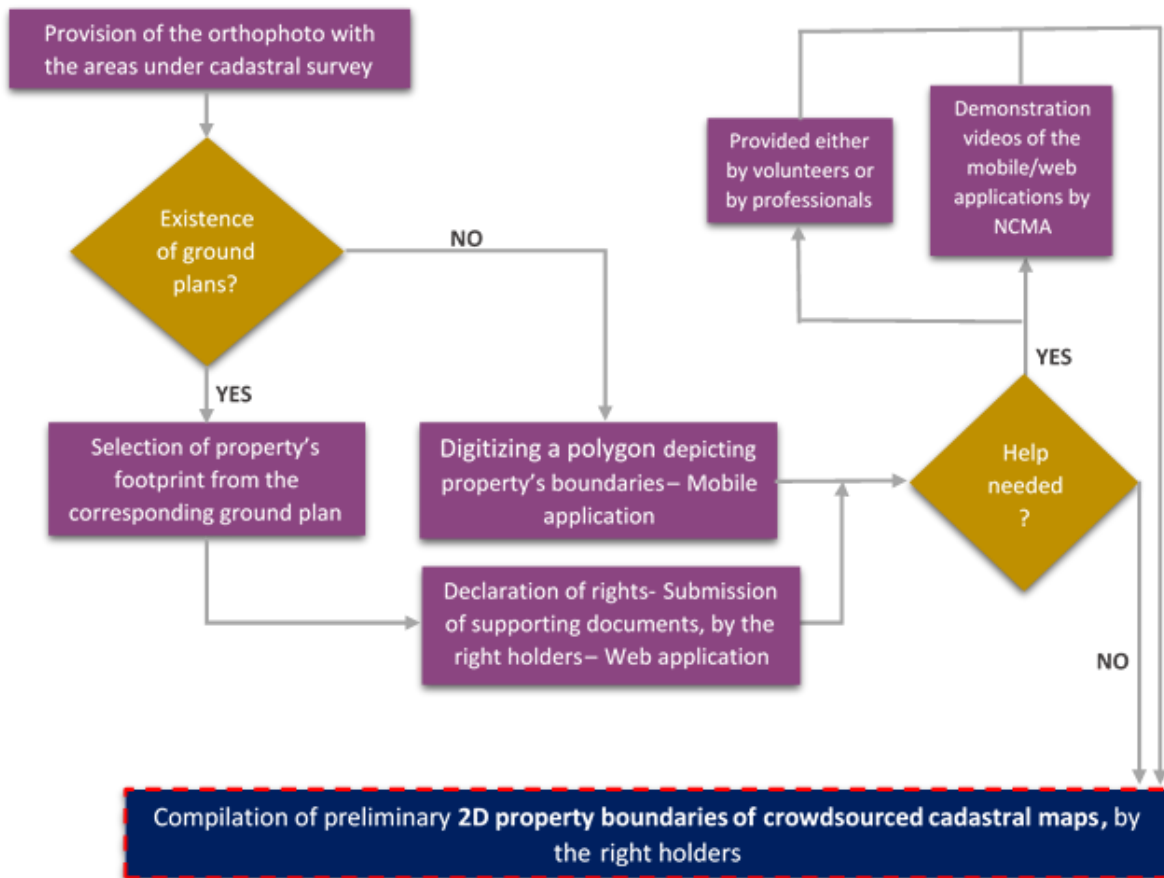 Provision of the orthophoto with
the areas under cadastral survey
Existence
of ground
plans?
NO
YES
Selection of property's
footprint from the
corresponding ground plan
Digitizing a polygon depicting
property's boundaries– Mobile
application
Declaration of rights- Submission
of supporting documents, by the
right holders– Web application
Provided either
by volunteers or
by professionals
Demonstration
videos of the
mobile/web
applications by
NCMA
YES
Help
needed
?
NO
Compilation of preliminary 2D property boundaries of crowdsourced cadastral maps, by
the right holders